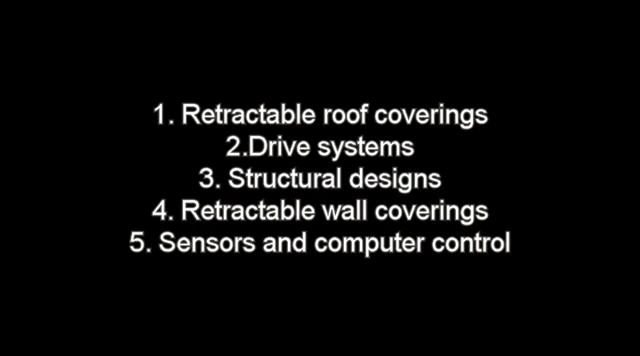 1. Retractable roof coverings
2.Drive systems
3. Structural designs
4. Retractable wall coverings
5. Sensors and computer control